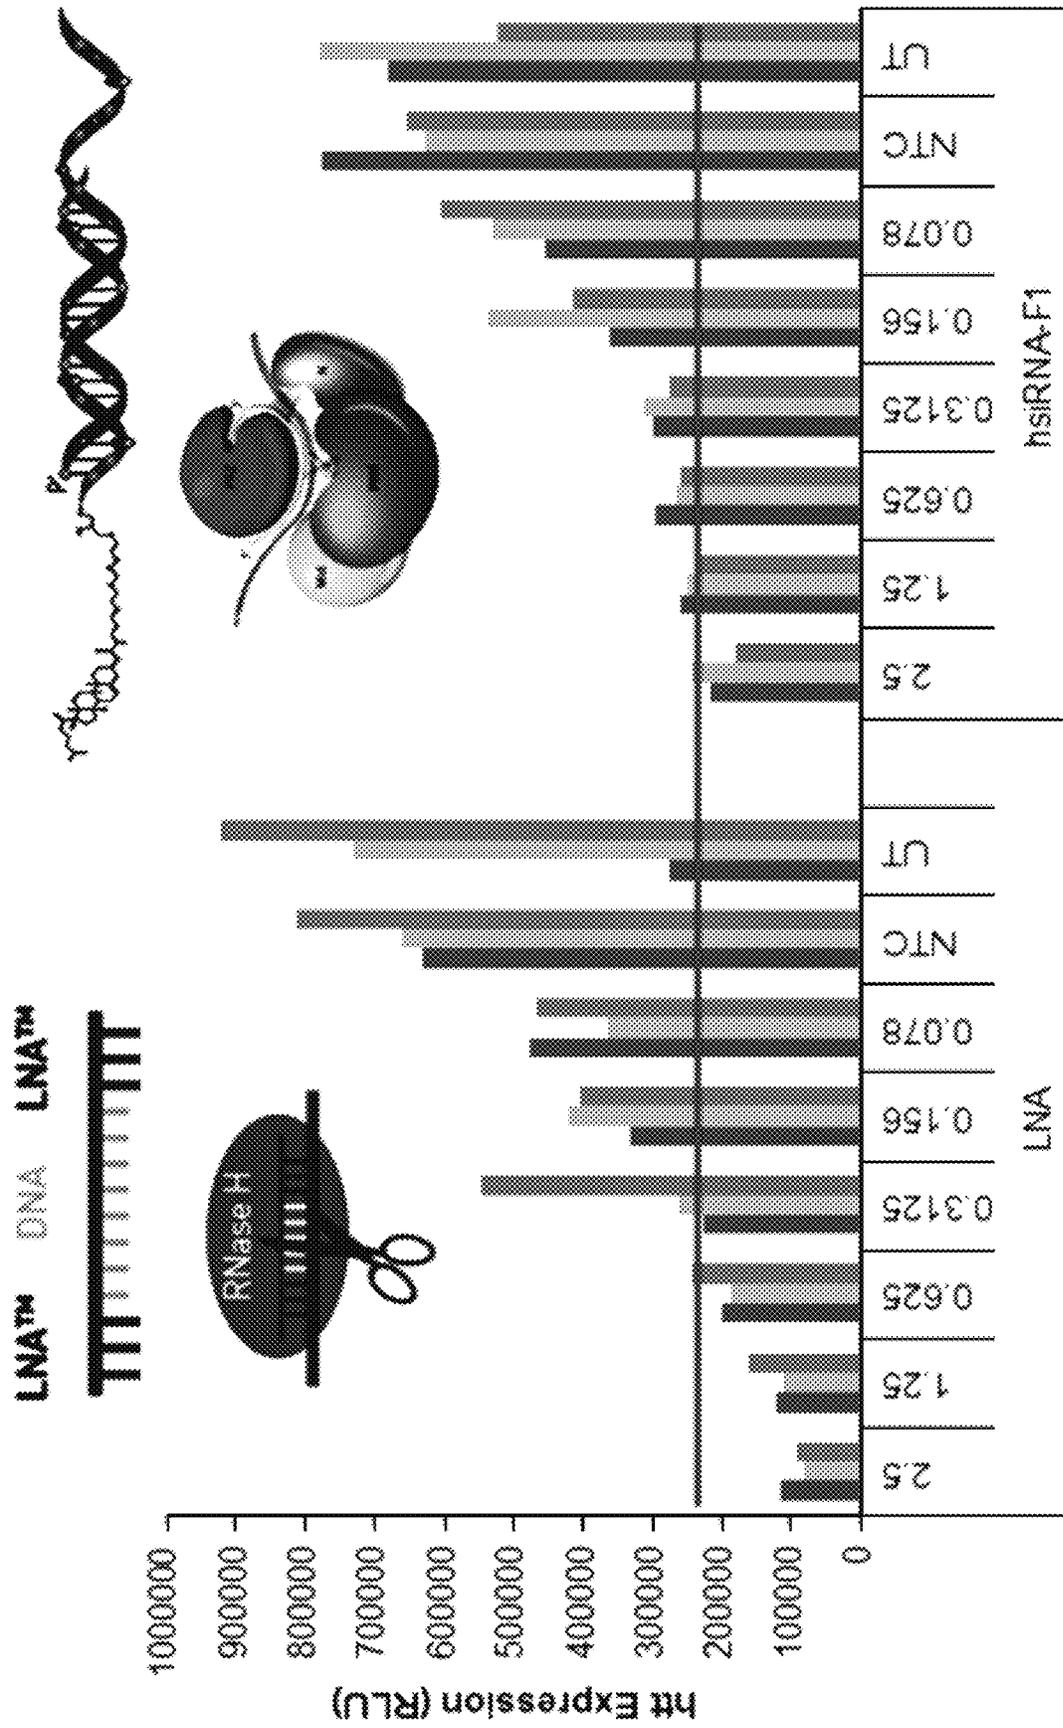 LNA™ DNA LNA™
RNase H
htt Expression (RLU)
1000000
900000
800000
700000
600000
500000
400000
300000
200000
100000
0
2.5 1.25 0.625 0.3125 0.156 0.078 NTC UT 2.5 1.25 0.625 0.3125 0.156 0.078 NTC UT
LNA hsiRNA-F1